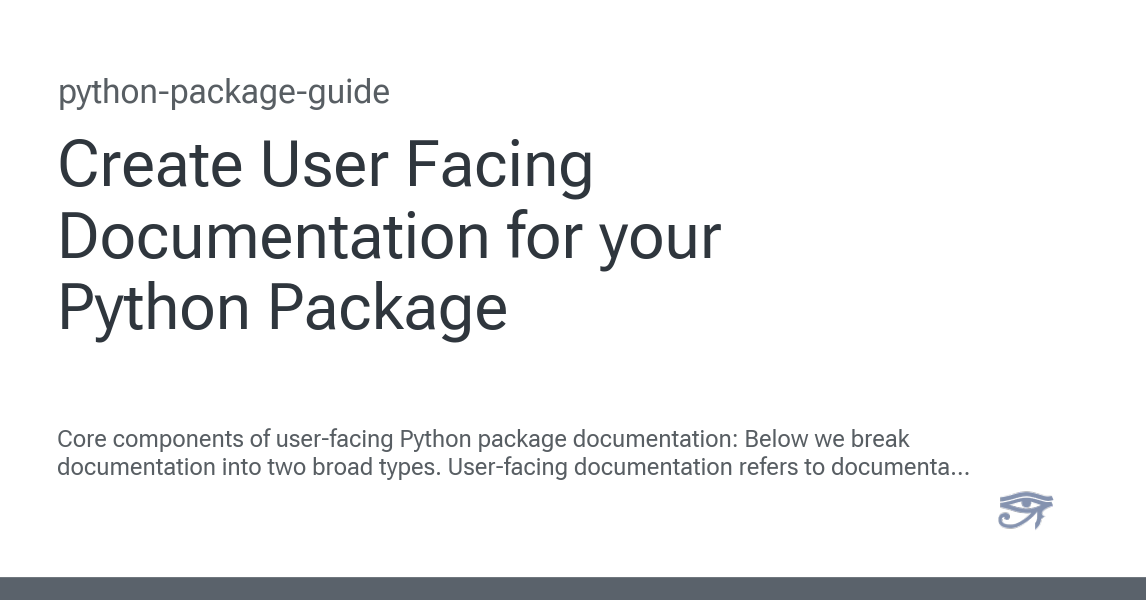 python-package-guide
Create User Facing
Documentation for your
Python Package
Core components of user-facing Python package documentation: Below we break
documentation into two broad types. User-facing documentation refers to documenta...